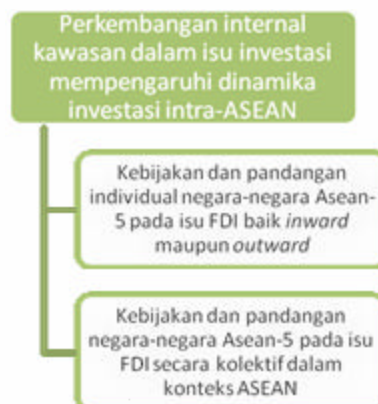 Perkembangan internal
kawasan dalam isu investasi
mempengaruhi dinamika
investasi intra-ASEAN
Kebijakan dan pandangan
individual negara-negara Asean-
5 pada isu FDI baik inward
maupun outward
Kebijakan dan pandangan
negara-negara Asean-5 pada isu
FDI secara kolektif dalam
konteks ASEAN